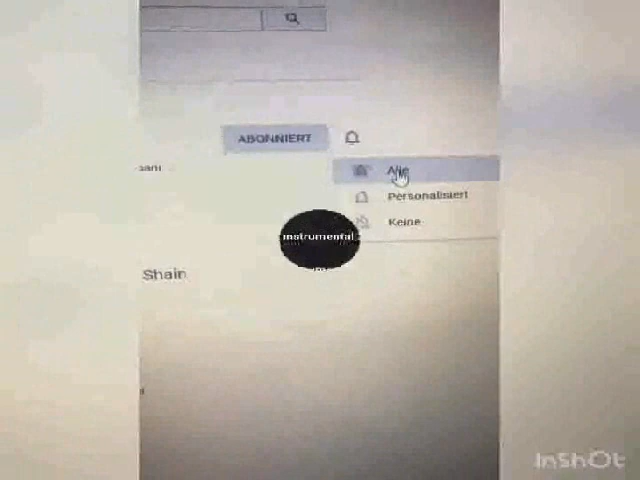 ABONNIERT
Alle
Personalisiert
Keine
instrumental
Shain
InShOt